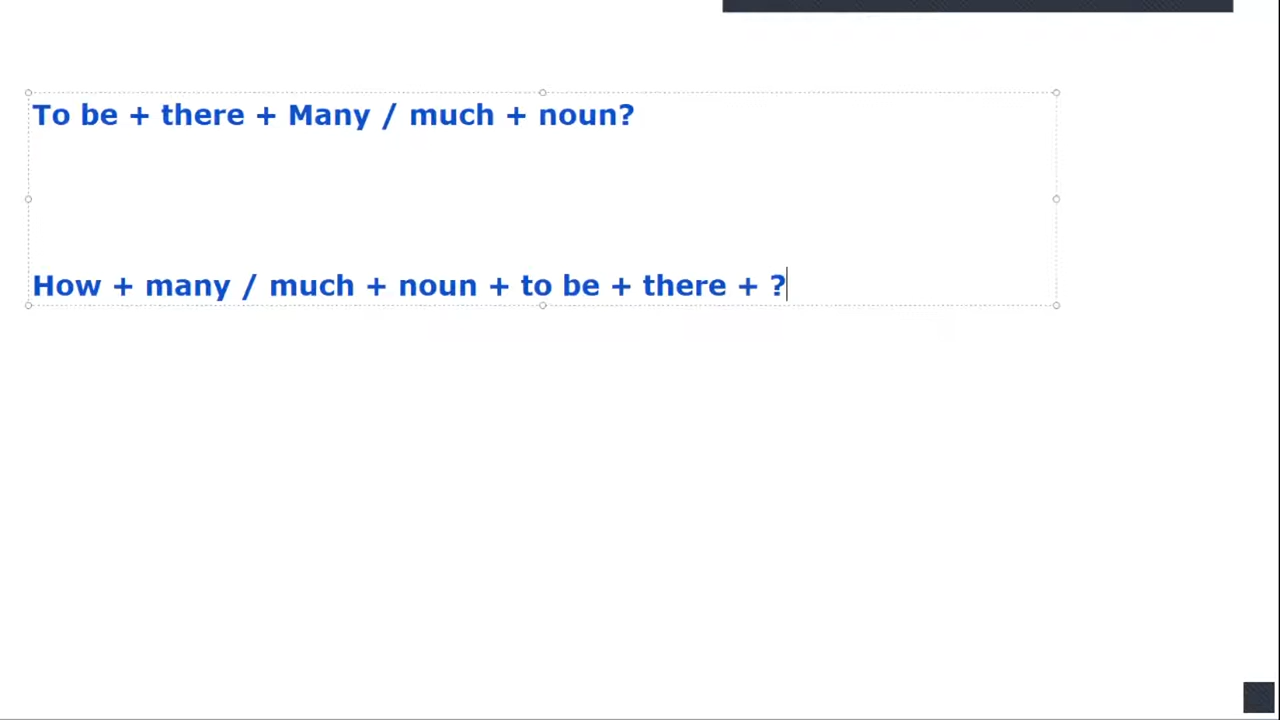 To be + there + Many / much + noun?
How + many / much + noun + to be + there + ?